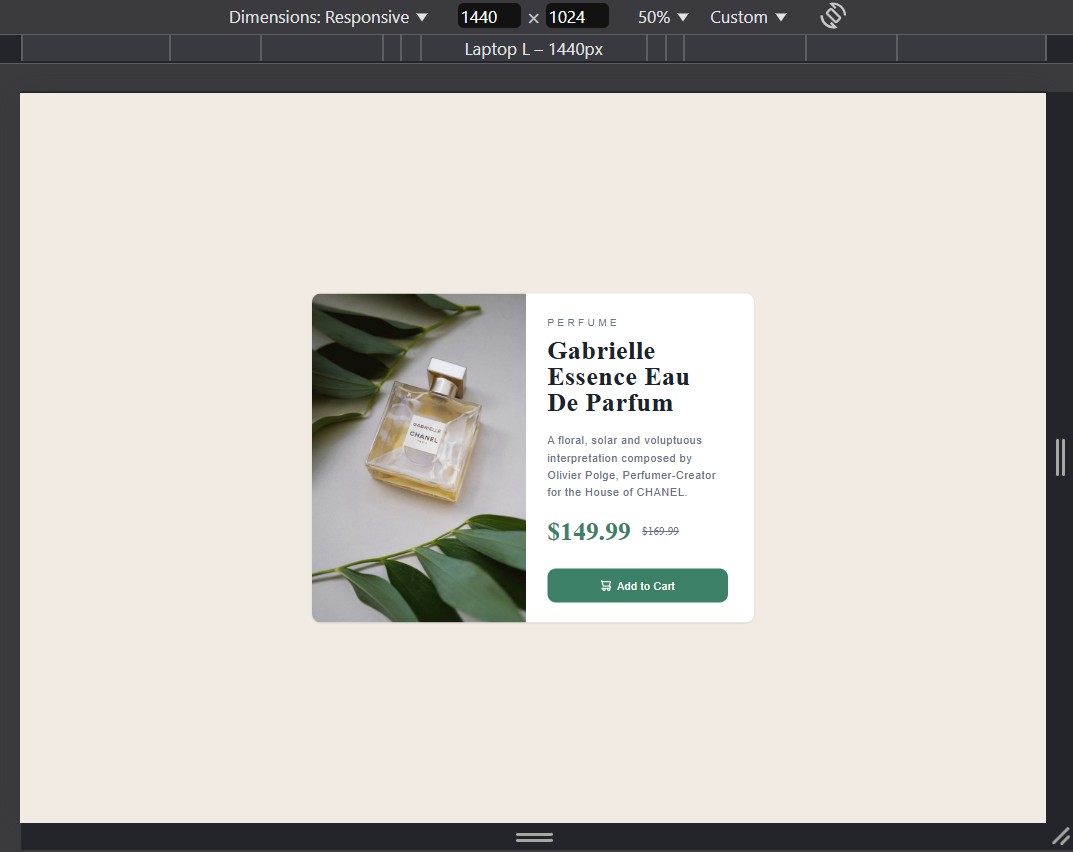 Dimensions: Responsive ▼ 1440 × 1024 50% ▼ Custom ▼
Laptop L – 1440px
GABRIELLE
CHANEL
PERFUME
Gabrielle
Essence Eau
De Parfum
A floral, solar and voluptuous
interpretation composed by
Olivier Polge, Perfumer-Creator
for the House of CHANEL.
$149.99 $169.99
Add to Cart